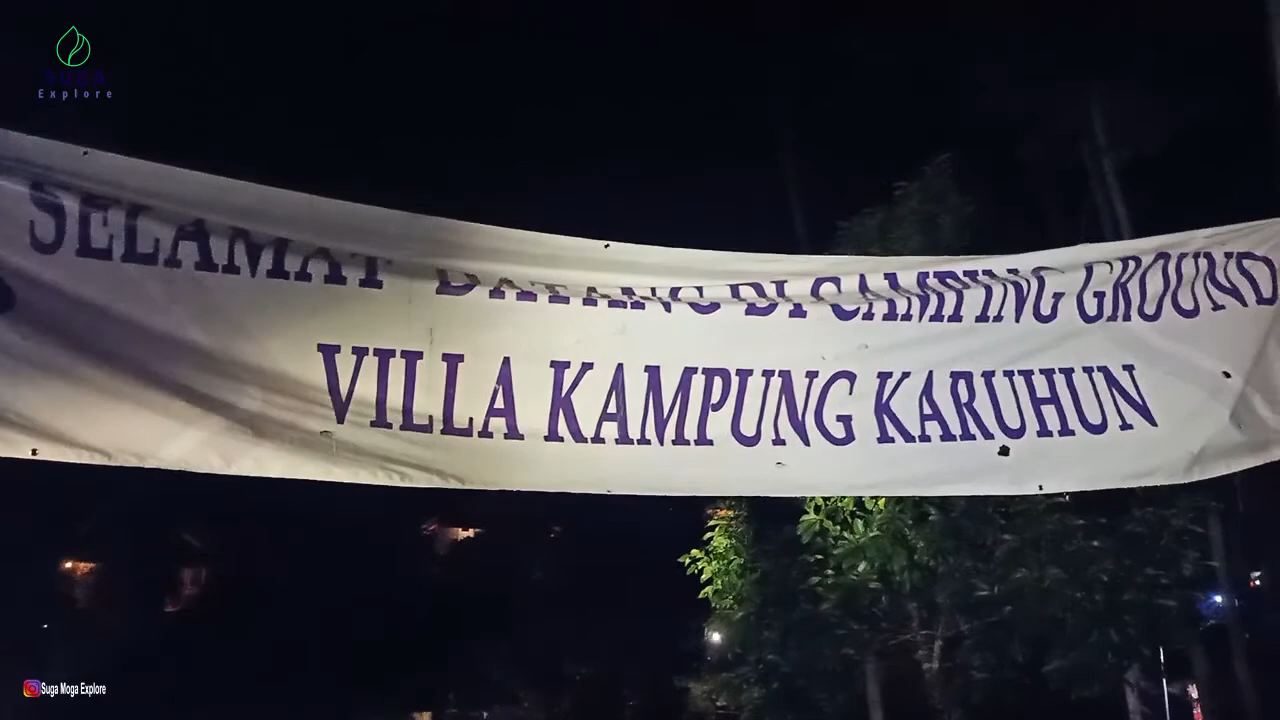 Explore
SELAMAT DATANG DI CAMPING GROUND
VILLA KAMPUNG KARUHUN
Suga Moga Explore